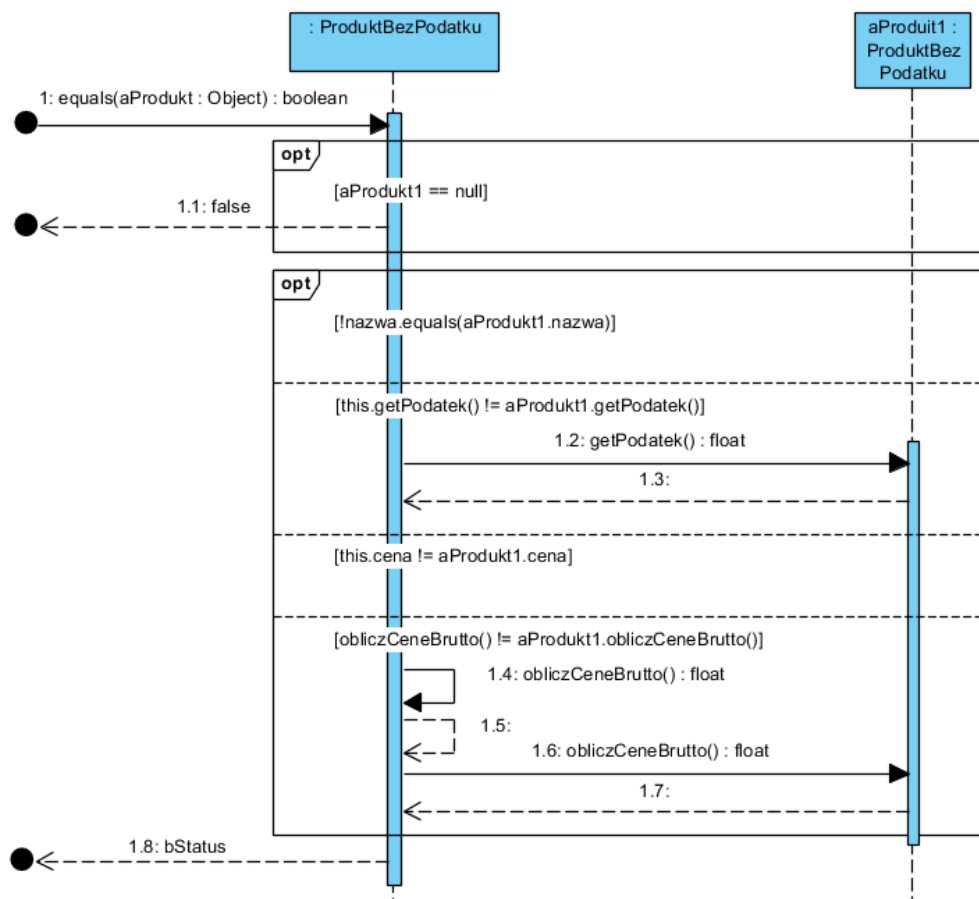 : ProduktBezPodatku
aProduit1 :
ProduktBez
Podatku
1: equals(aProdukt : Object) : boolean
opt
[aProdukt1 == null]
1.1: false
opt
[!nazwa.equals(aProdukt1.nazwa)]
[this.getPodatek() != aProdukt1.getPodatek()]
1.2: getPodatek() : float
1.3:
[this.cena != aProdukt1.cena]
[obliczCeneBrutto() != aProdukt1.obliczCeneBrutto()]
1.4: obliczCeneBrutto() : float
1.5:
1.6: obliczCeneBrutto() : float
1.7:
1.8: bStatus